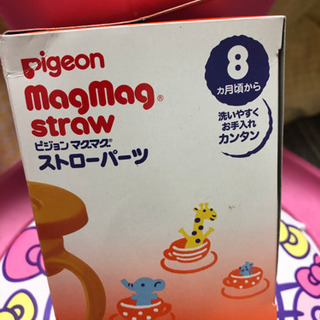 Pigeon
MagMag®
straw
ピジョン マグマグ®
ストローパーツ
8
ヵ月頃から
洗いやすく
お手入れ
カンタン